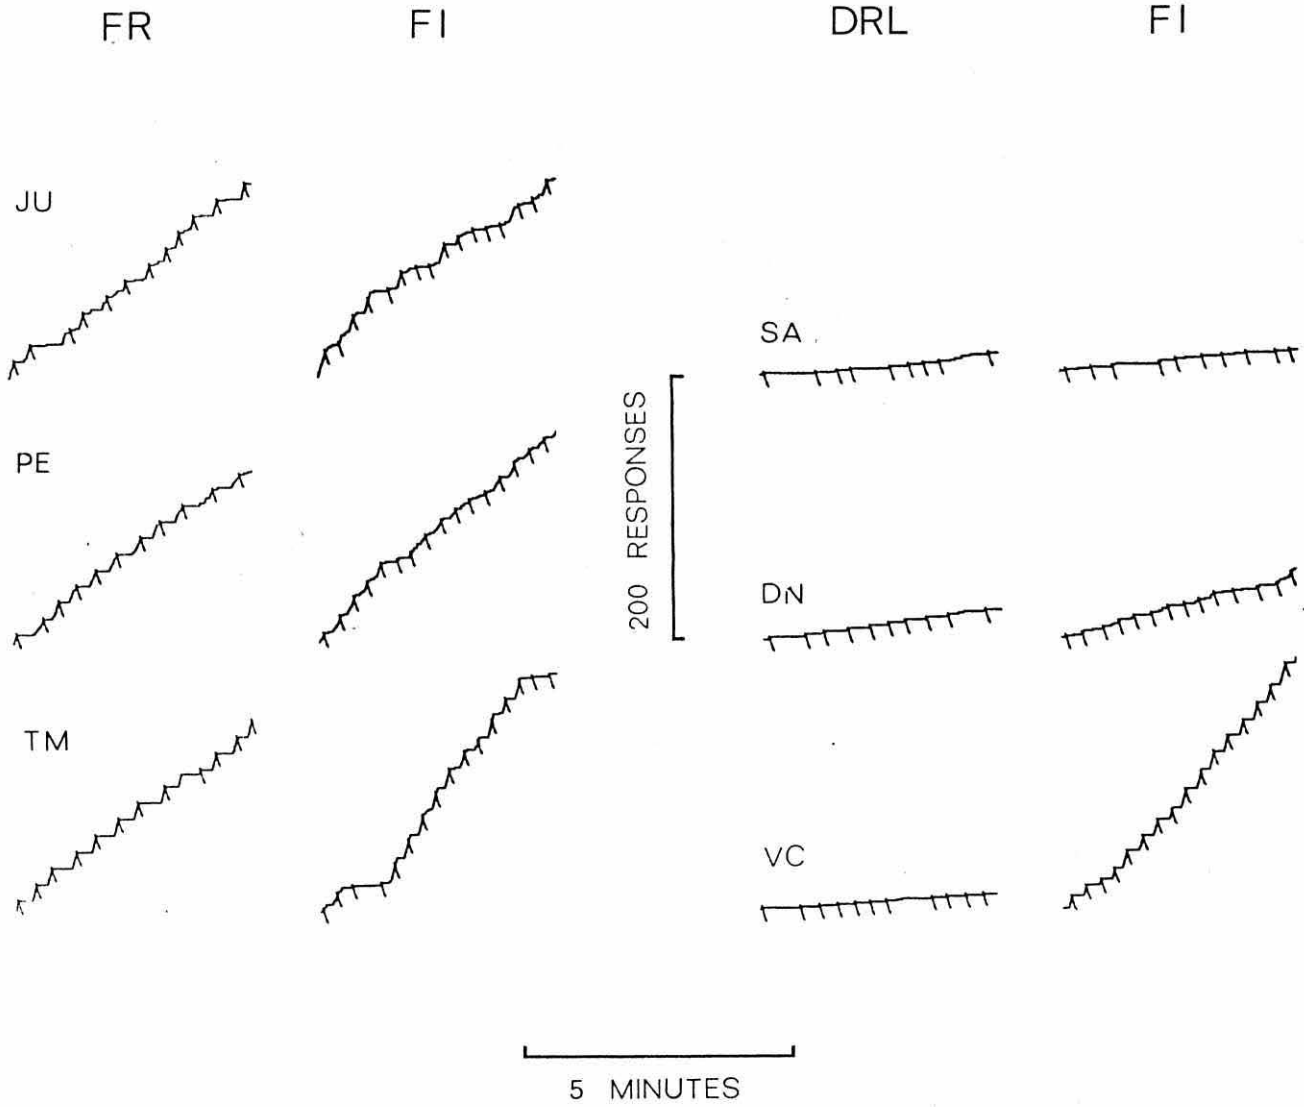 FR FI DRL FI
JU
SA
PE
200 RESPONSES
DN
TM
VC
5 MINUTES